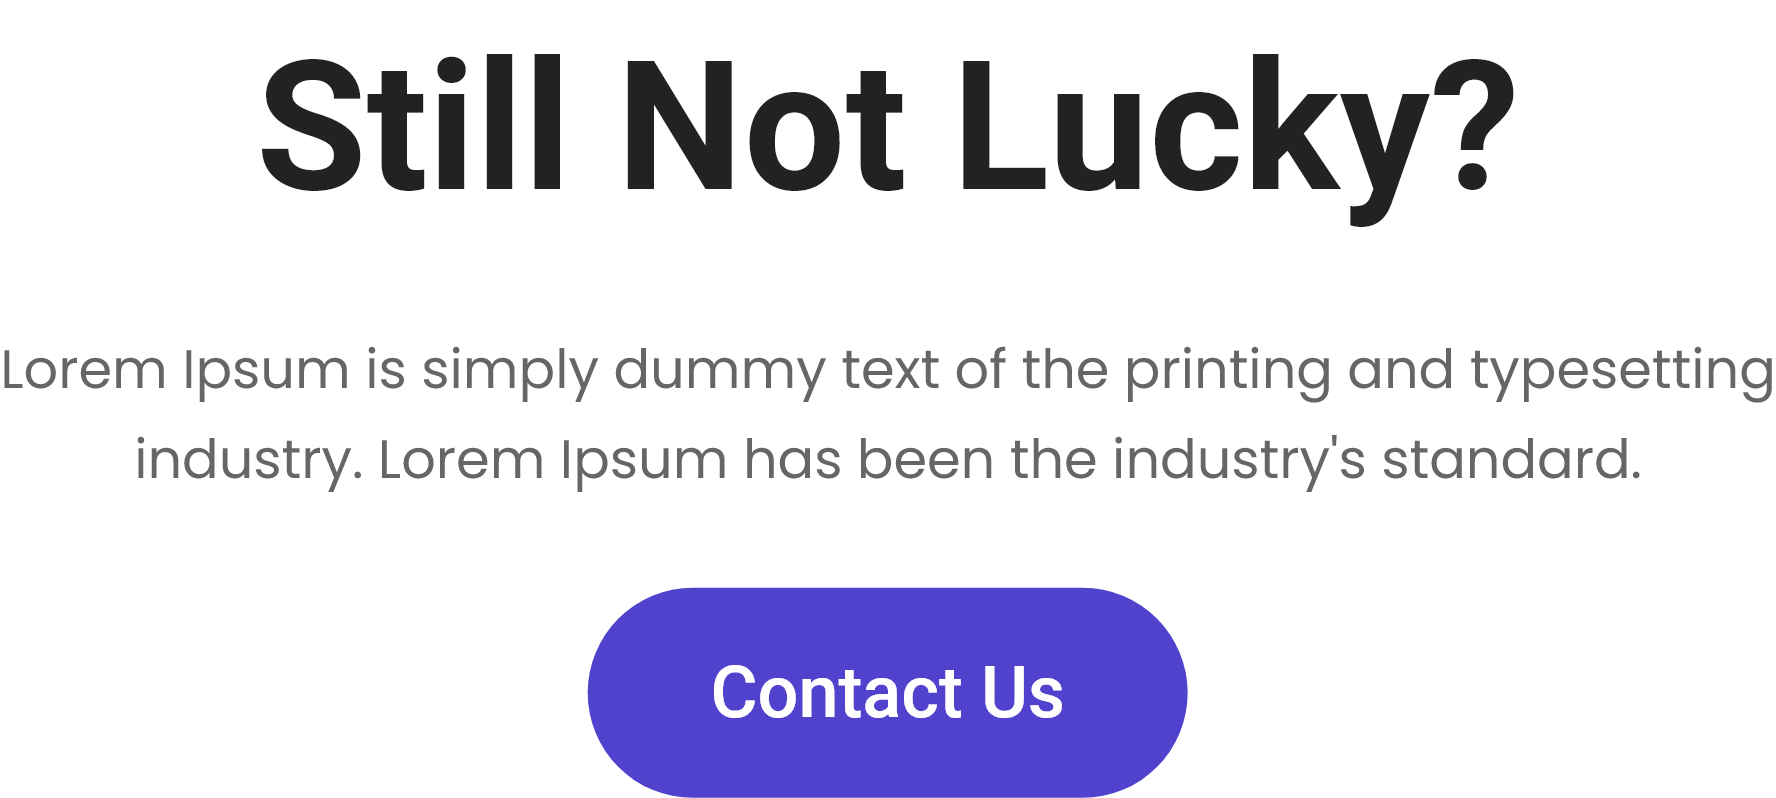 Still Not Lucky?
Lorem Ipsum is simply dummy text of the printing and typesetting
industry. Lorem Ipsum has been the industry's standard.
Contact Us